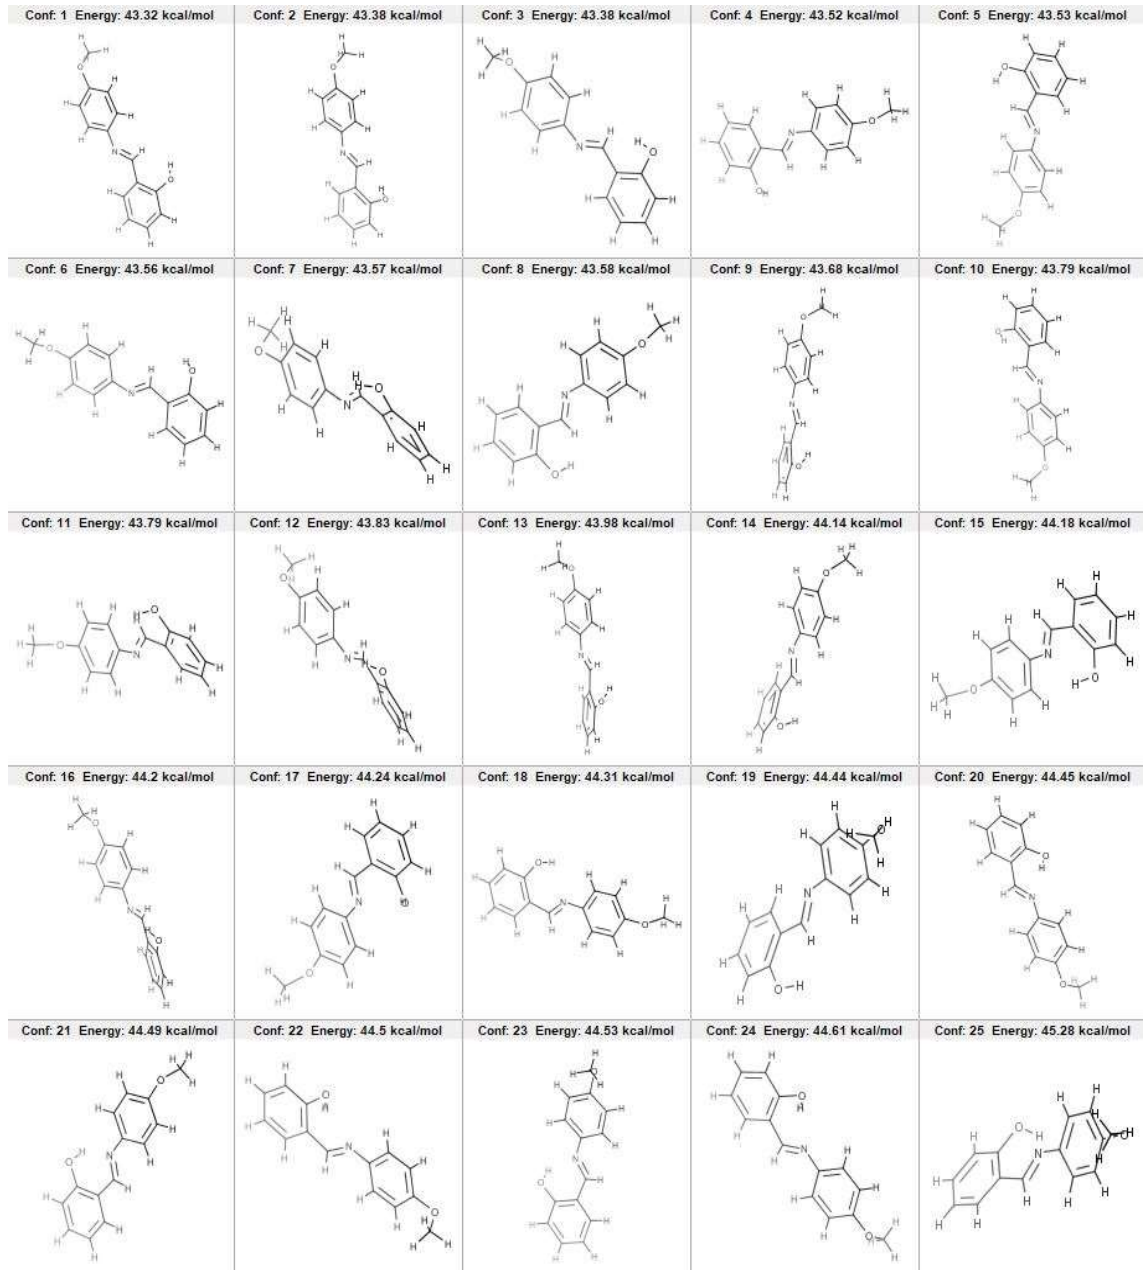 Conf: 1 Energy: 43.32 kcal/mol
Conf: 2 Energy: 43.38 kcal/mol
Conf: 3 Energy: 43.38 kcal/mol
Conf: 4 Energy: 43.52 kcal/mol
Conf: 5 Energy: 43.53 kcal/mol
Conf: 6 Energy: 43.56 kcal/mol
Conf: 7 Energy: 43.57 kcal/mol
Conf: 8 Energy: 43.58 kcal/mol
Conf: 9 Energy: 43.68 kcal/mol
Conf: 10 Energy: 43.79 kcal/mol
Conf: 11 Energy: 43.79 kcal/mol
Conf: 12 Energy: 43.83 kcal/mol
Conf: 13 Energy: 43.98 kcal/mol
Conf: 14 Energy: 44.14 kcal/mol
Conf: 15 Energy: 44.18 kcal/mol
Conf: 16 Energy: 44.2 kcal/mol
Conf: 17 Energy: 44.24 kcal/mol
Conf: 18 Energy: 44.31 kcal/mol
Conf: 19 Energy: 44.44 kcal/mol
Conf: 20 Energy: 44.45 kcal/mol
Conf: 21 Energy: 44.49 kcal/mol
Conf: 22 Energy: 44.5 kcal/mol
Conf: 23 Energy: 44.53 kcal/mol
Conf: 24 Energy: 44.61 kcal/mol
Conf: 25 Energy: 45.28 kcal/mol